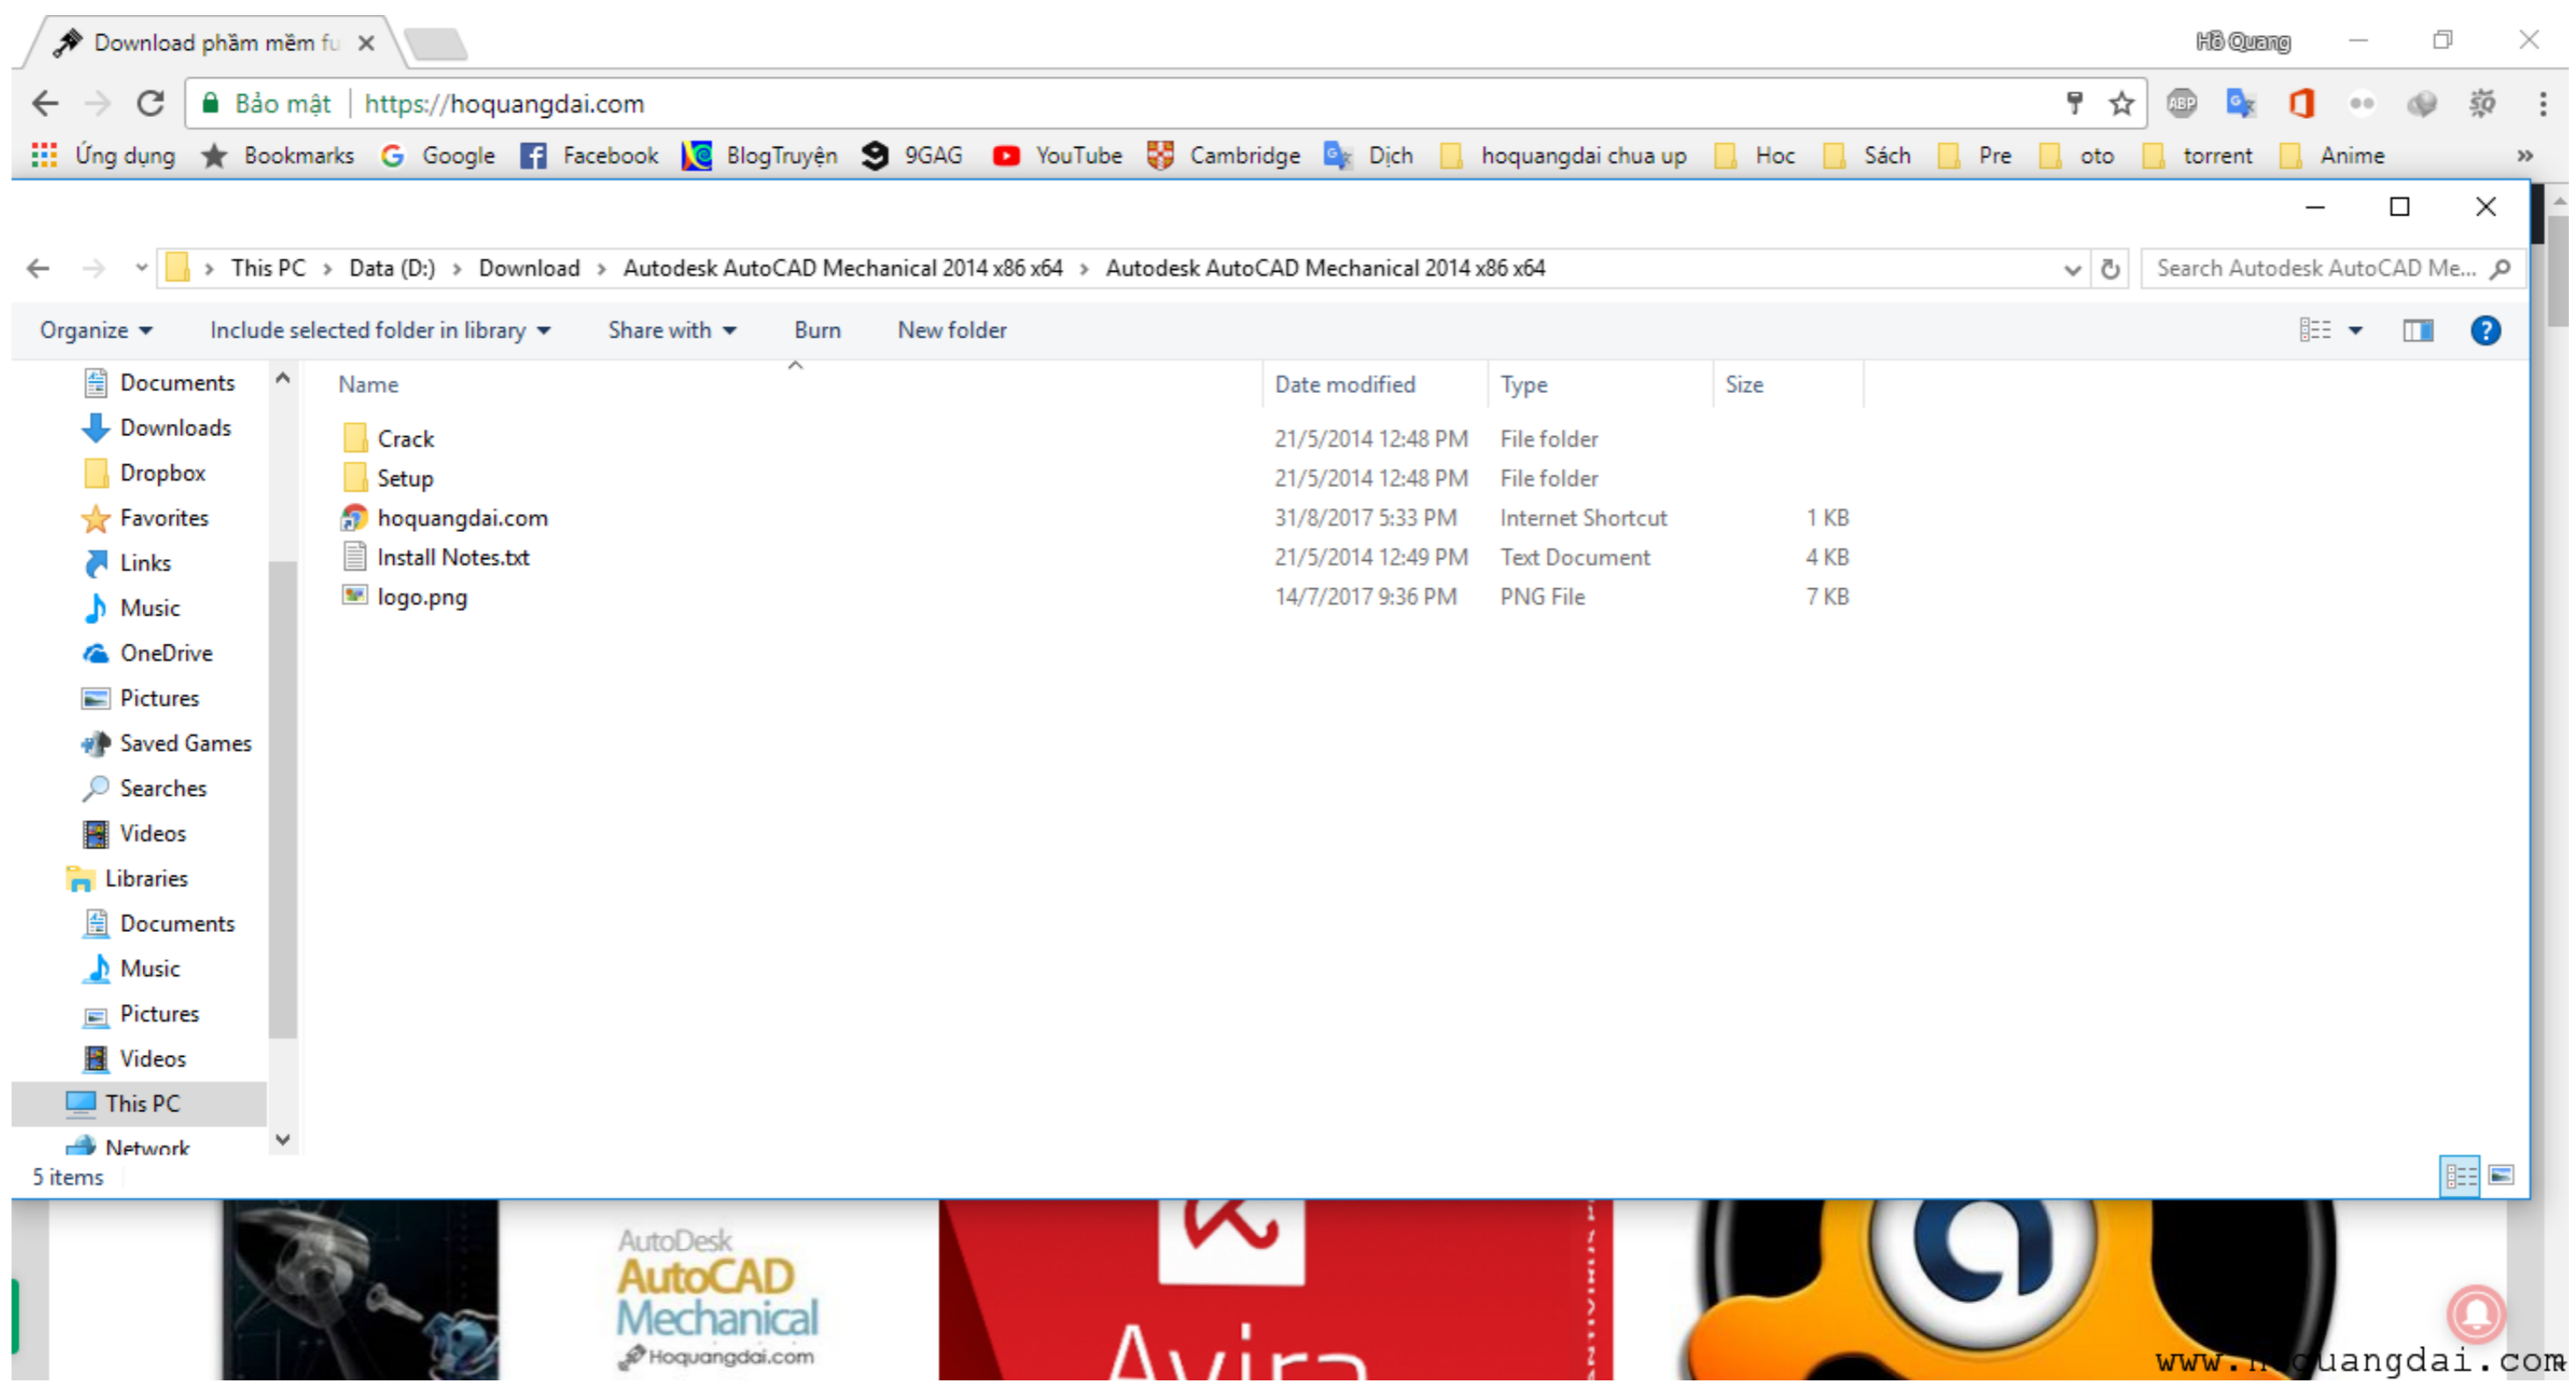 Download phầm mềm fu
Hồ Quang
Bảo mật
https://hoquangdai.com
ABP
Ứng dụng Bookmarks Google Facebook BlogTruyện 9GAG YouTube Cambridge Dịch hoquangdai chua up Hoc Sách Pre oto torrent Anime »
This PC > Data (D:) > Download > Autodesk AutoCAD Mechanical 2014 x86 x64 > Autodesk AutoCAD Mechanical 2014 x86 x64
Search Autodesk AutoCAD Me...
Organize Include selected folder in library Share with Burn New folder
Name Date modified Type Size
Crack 21/5/2014 12:48 PM File folder
Setup 21/5/2014 12:48 PM File folder
hoquangdai.com 31/8/2017 5:33 PM Internet Shortcut 1 KB
Install Notes.txt 21/5/2014 12:49 PM Text Document 4 KB
logo.png 14/7/2017 9:36 PM PNG File 7 KB
Documents
Downloads
Dropbox
Favorites
Links
Music
OneDrive
Pictures
Saved Games
Searches
Videos
Libraries
Documents
Music
Pictures
Videos
This PC
Network
5 items
AutoDesk
AutoCAD
Mechanical
Hoquangdai.com
Avira
www.hoquangdai.com